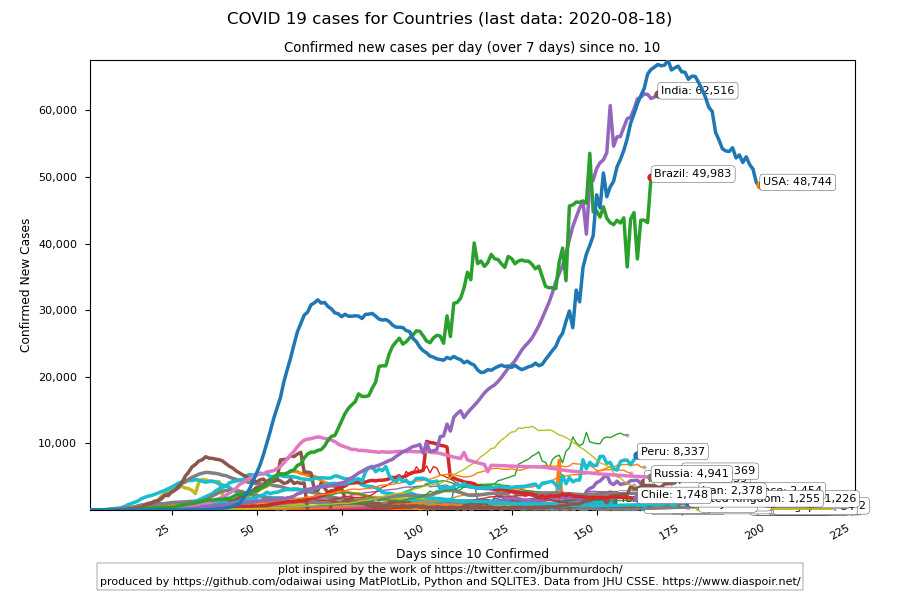 COVID 19 cases for Countries (last data: 2020-08-18)
Confirmed new cases per day (over 7 days) since no. 10
60,000
50,000
40,000
30,000
20,000
10,000
Confirmed New Cases
India: 62,516
Brazil: 49,983
USA: 48,744
Peru: 8,337
369
Russia: 4,941
2,378
2,454
Chile: 1,748
1,255
1,226
25
50
75
100
125
150
175
200
225
Days since 10 Confirmed
plot inspired by the work of https://twitter.com/jburnmurdoch/
produced by https://github.com/odaiwai using MatPlotLib, Python and SQLITE3. Data from JHU CSSE. https://www.diaspoir.net/